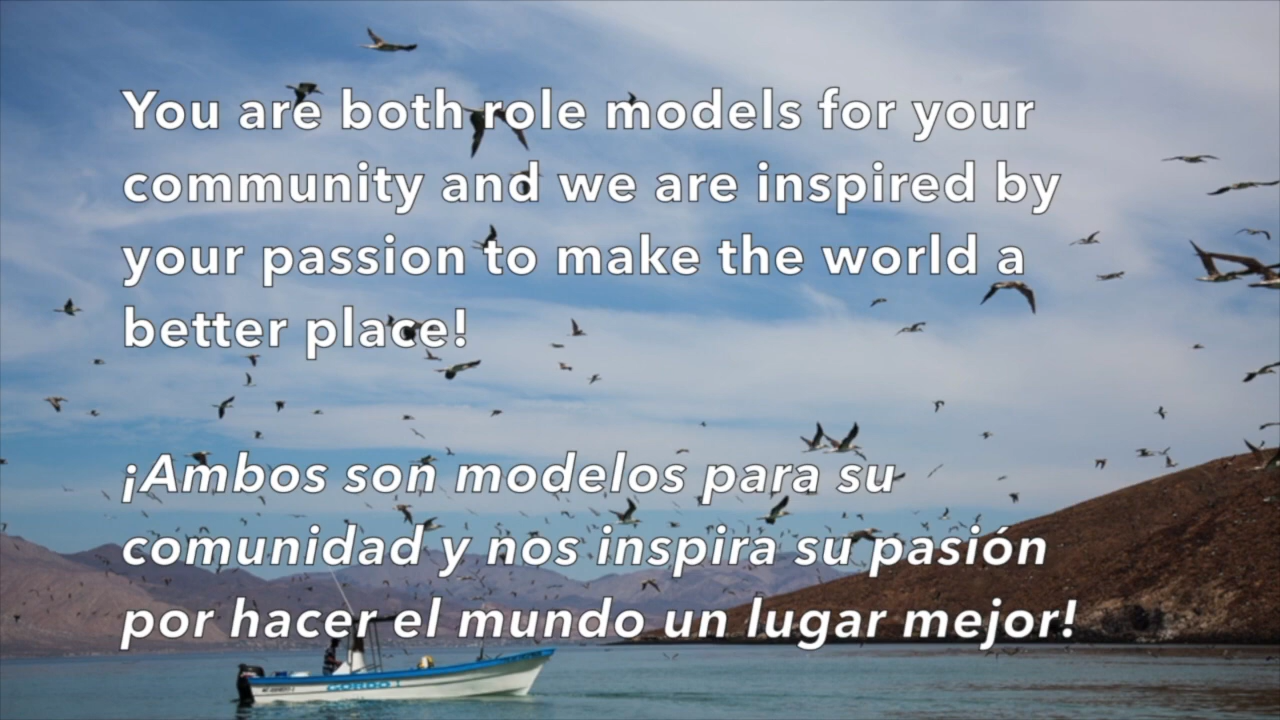 You are both role models for your
community and we are inspired by
your passion to make the world a
better place!
¡Ambos son modelos para su
comunidad y nos inspira su pasión
por hacer el mundo un lugar mejor!
GORDO I